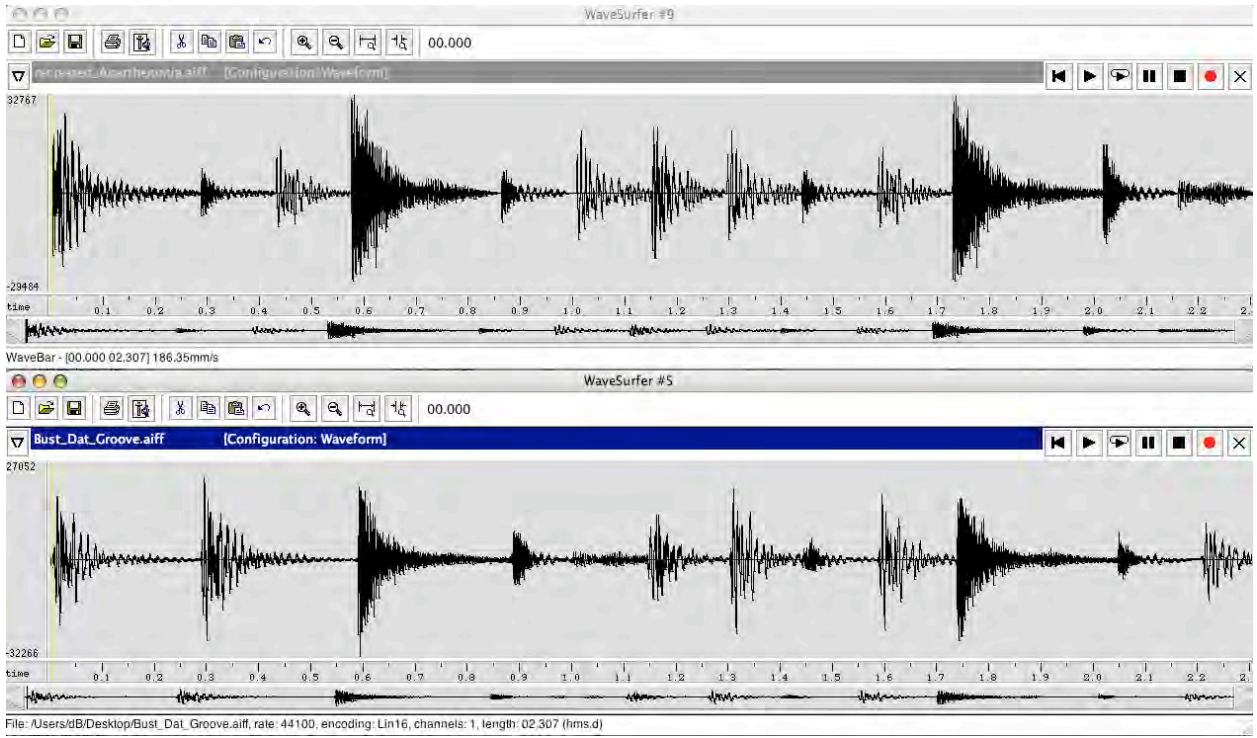 WaveSurfer #9
00.000
recreated_Anarthemntia.aiff [Configuration: Waveform]
32767
-29484
time 0.1 0.2 0.3 0.4 0.5 0.6 0.7 0.8 0.9 1.0 1.1 1.2 1.3 1.4 1.5 1.6 1.7 1.8 1.9 2.0 2.1 2.2 2.
WaveBar - [00.000 02.307] 186.35mm/s
WaveSurfer #5
00.000
Bust_Dat_Groove.aiff [Configuration: Waveform]
27052
-32266
time 0.1 0.2 0.3 0.4 0.5 0.6 0.7 0.8 0.9 1.0 1.1 1.2 1.3 1.4 1.5 1.6 1.7 1.8 1.9 2.0 2.1 2.2 2.
File: /Users/dB/Desktop/Bust_Dat_Groove.aiff, rate: 44100, encoding: Lin16, channels: 1, length: 02.307 (hms.d)